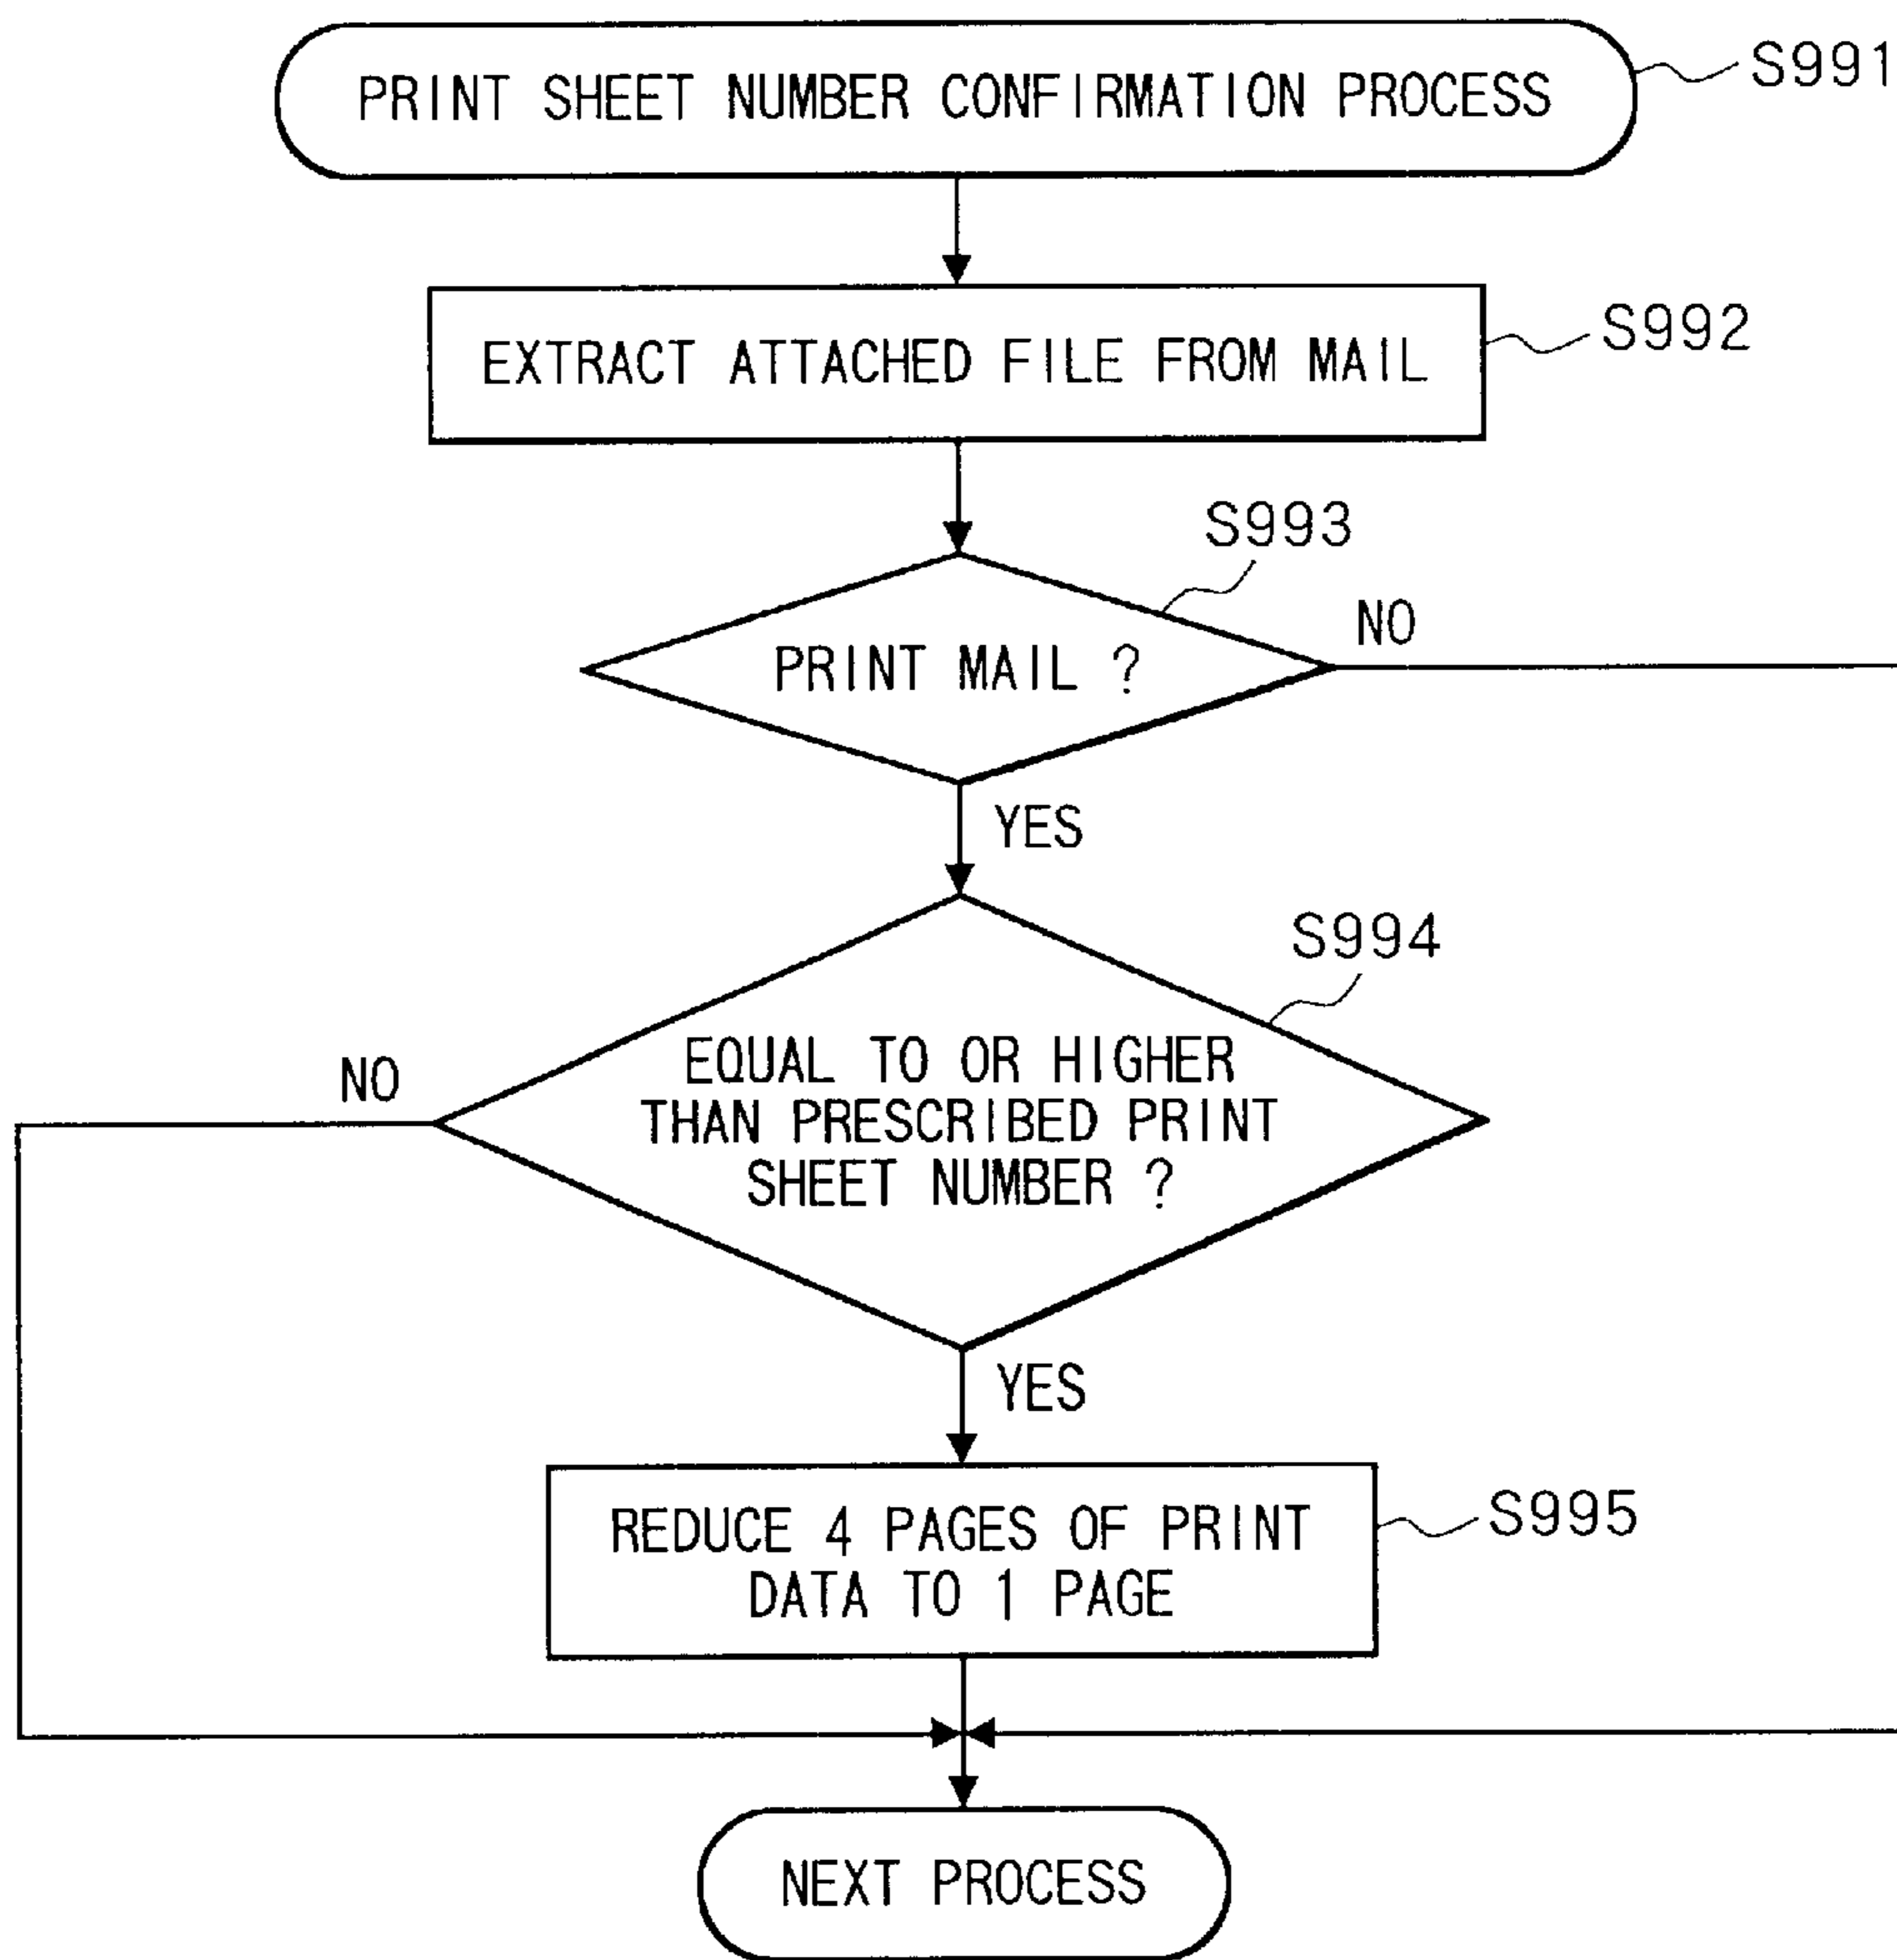 PRINT SHEET NUMBER CONFIRMATION PROCESS
S991
EXTRACT ATTACHED FILE FROM MAIL
S992
S993
PRINT MAIL ?
NO
YES
S994
EQUAL TO OR HIGHER
THAN PRESCRIBED PRINT
SHEET NUMBER ?
NO
YES
REDUCE 4 PAGES OF PRINT
DATA TO 1 PAGE
S995
NEXT PROCESS